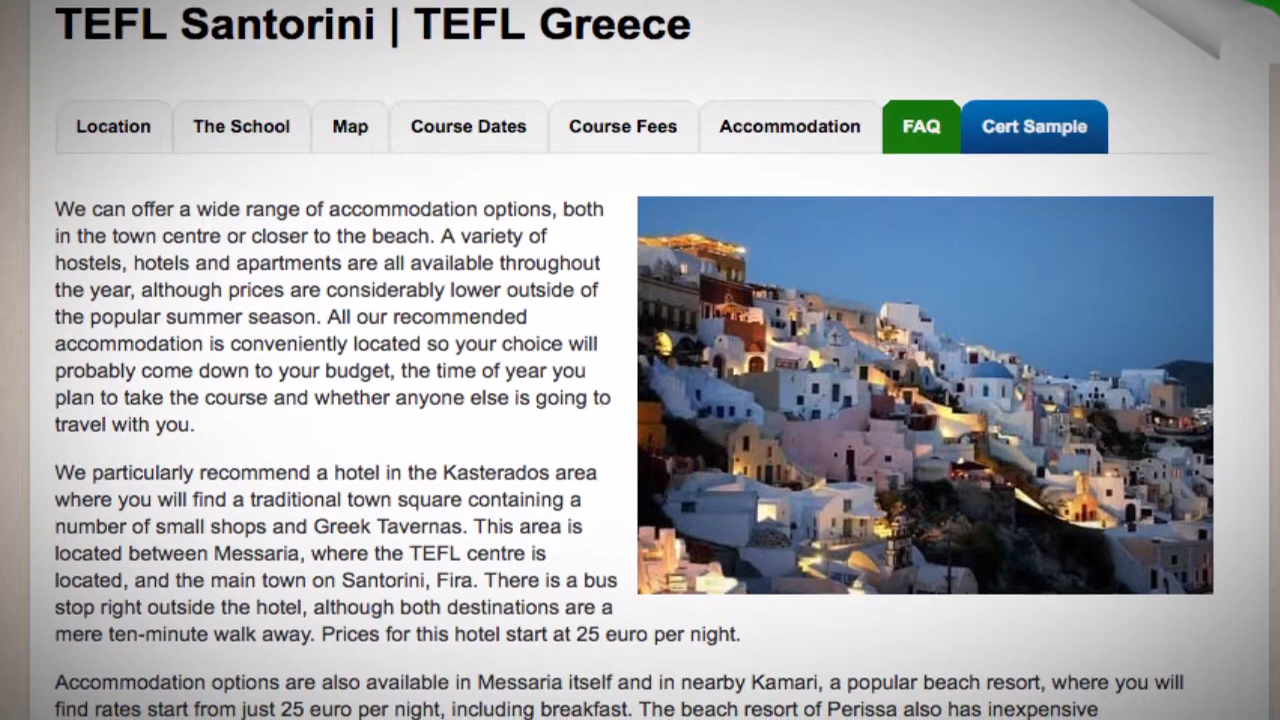 TEFL Santorini | TEFL Greece
Location
The School
Map
Course Dates
Course Fees
Accommodation
FAQ
Cert Sample
We can offer a wide range of accommodation options, both
in the town centre or closer to the beach. A variety of
hostels, hotels and apartments are all available throughout
the year, although prices are considerably lower outside of
the popular summer season. All our recommended
accommodation is conveniently located so your choice will
probably come down to your budget, the time of year you
plan to take the course and whether anyone else is going to
travel with you.
We particularly recommend a hotel in the Kasterados area
where you will find a traditional town square containing a
number of small shops and Greek Tavernas. This area is
located between Messaria, where the TEFL centre is
located, and the main town on Santorini, Fira. There is a bus
stop right outside the hotel, although both destinations are a
mere ten-minute walk away. Prices for this hotel start at 25 euro per night.
Accommodation options are also available in Messaria itself and in nearby Kamari, a popular beach resort, where you will
find rates start from just 25 euro per night, including breakfast. The beach resort of Perissa also has inexpensive